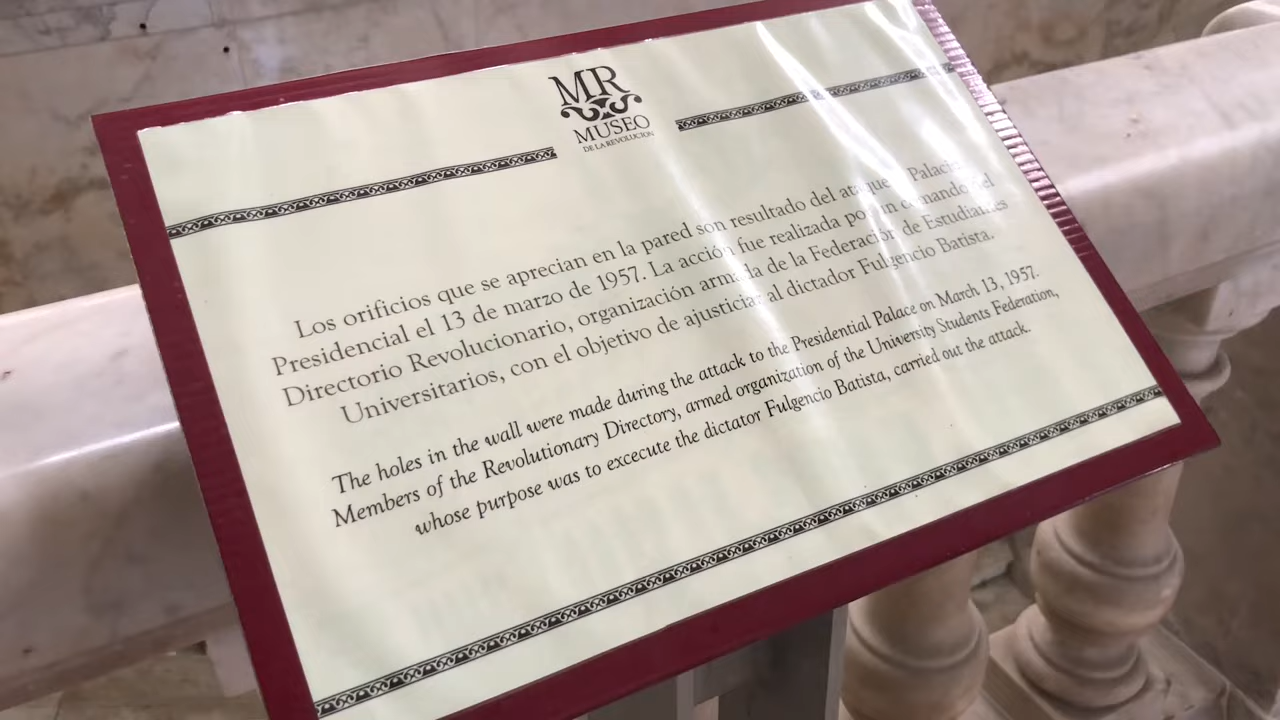 MR
MUSEO
DE LA REVOLUCION
Los orificios que se aprecian en la pared son resultado del ataque Palacio
Presidencial el 13 de marzo de 1957. La acción fue realizada por un comando del
Directorio Revolucionario, organización armada de la Federación de Estudiantes
Universitarios, con el objetivo de ajusticiar al dictador Fulgencio Batista.
The holes in the wall were made during the attack to the Presidential Palace on March 13, 1957.
Members of the Revolutionary Directory, armed organization of the University Students Federation,
whose purpose was to excecute the dictator Fulgencio Batista, carried out the attack.